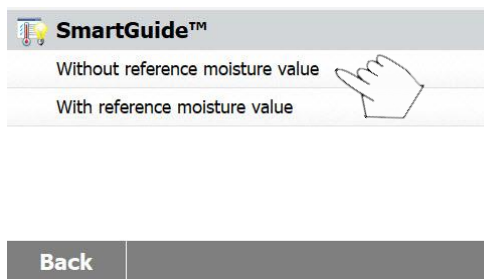 SmartGuide™
Without reference moisture value
With reference moisture value
Back